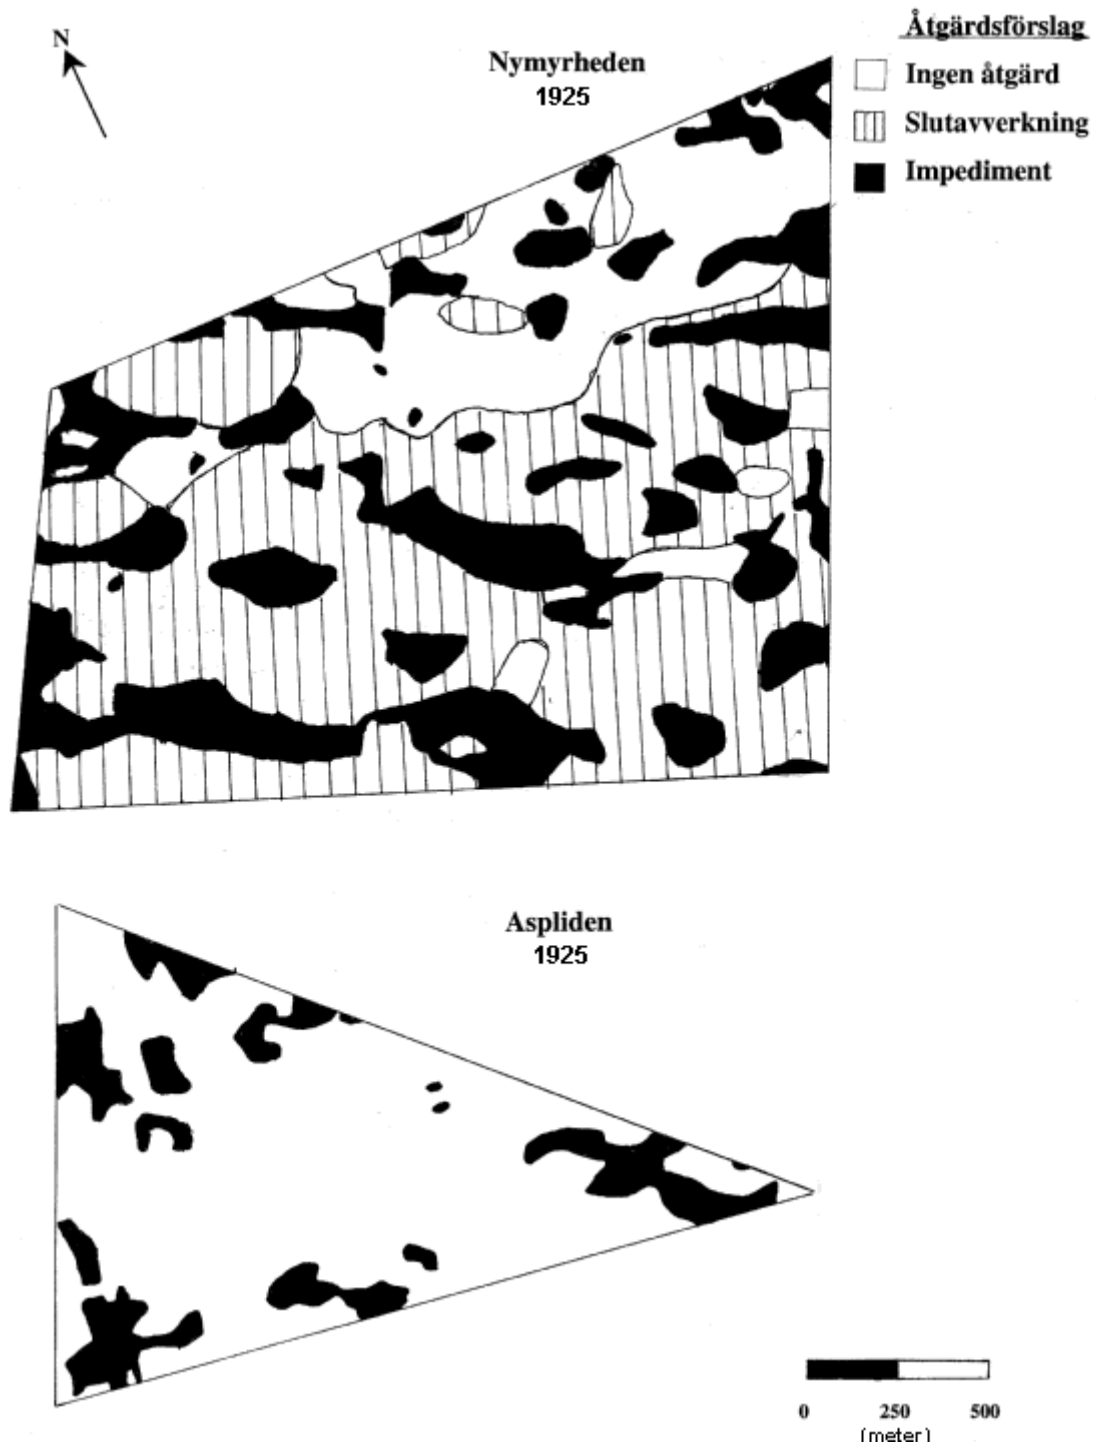 N
Nymyrheden
1925
Åtgärdsförslag
Ingen åtgärd
Slutavverkning
Impediment
Aspliden
1925
0 250 500
(meter)